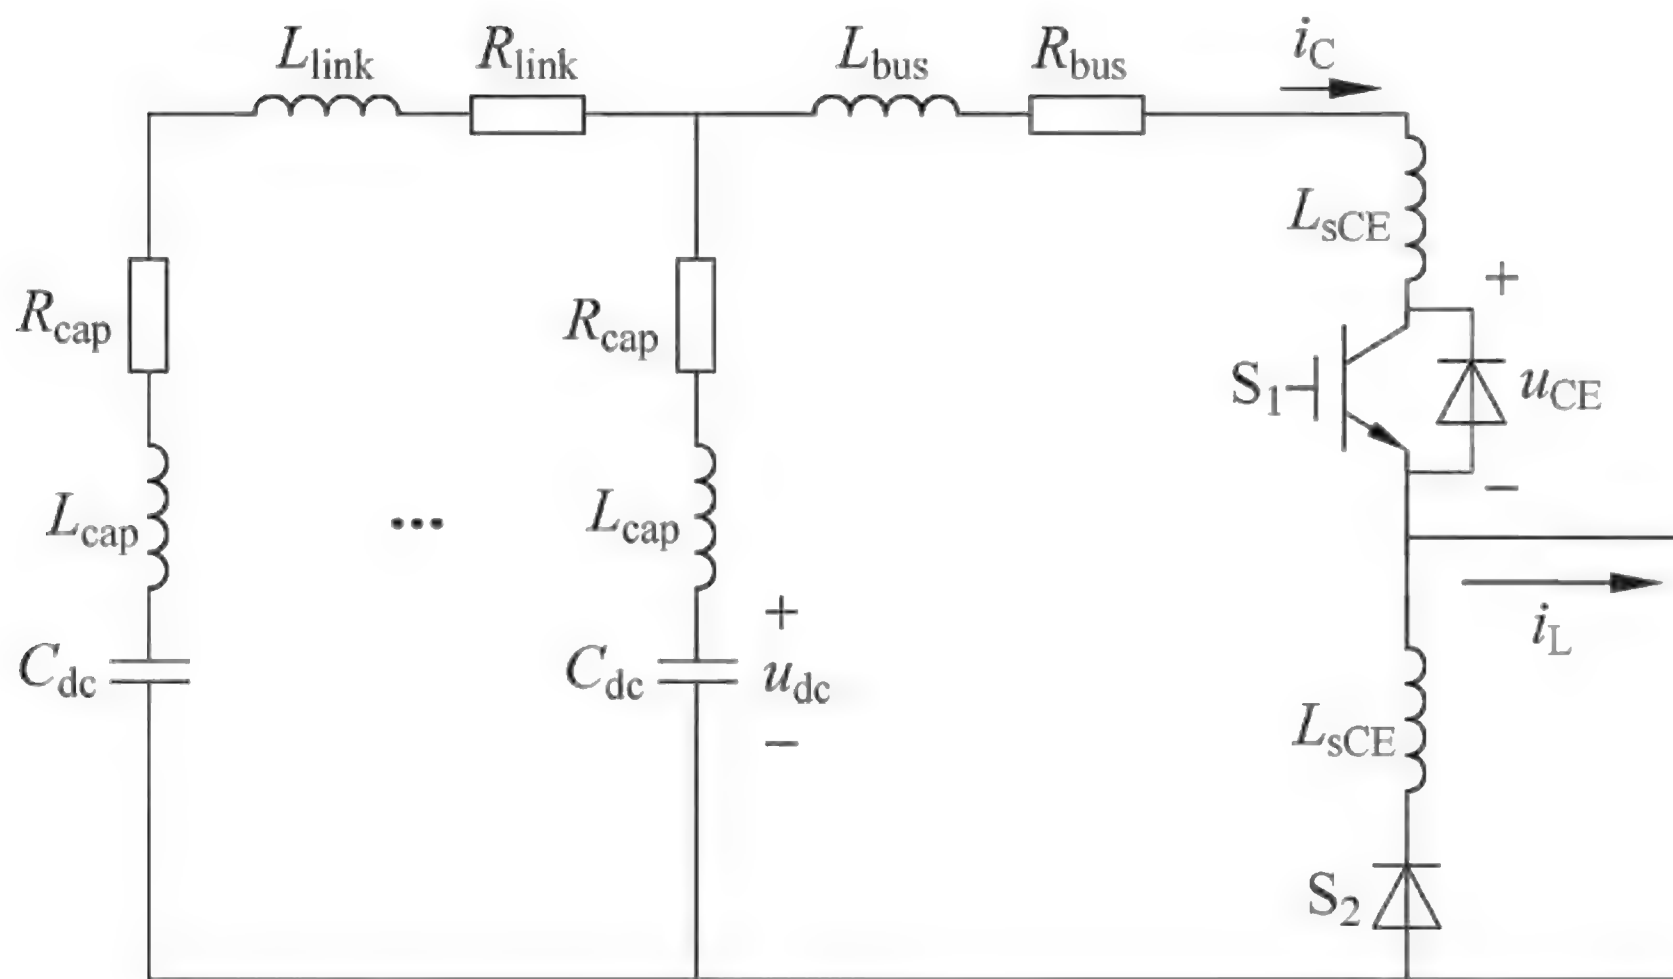 L_link R_link L_bus R_bus i_C
L_sCE
+
R_cap R_cap S_1 u_CE
−
L_cap ... L_cap
+ i_L
C_dc C_dc u_dc
− L_sCE
S_2